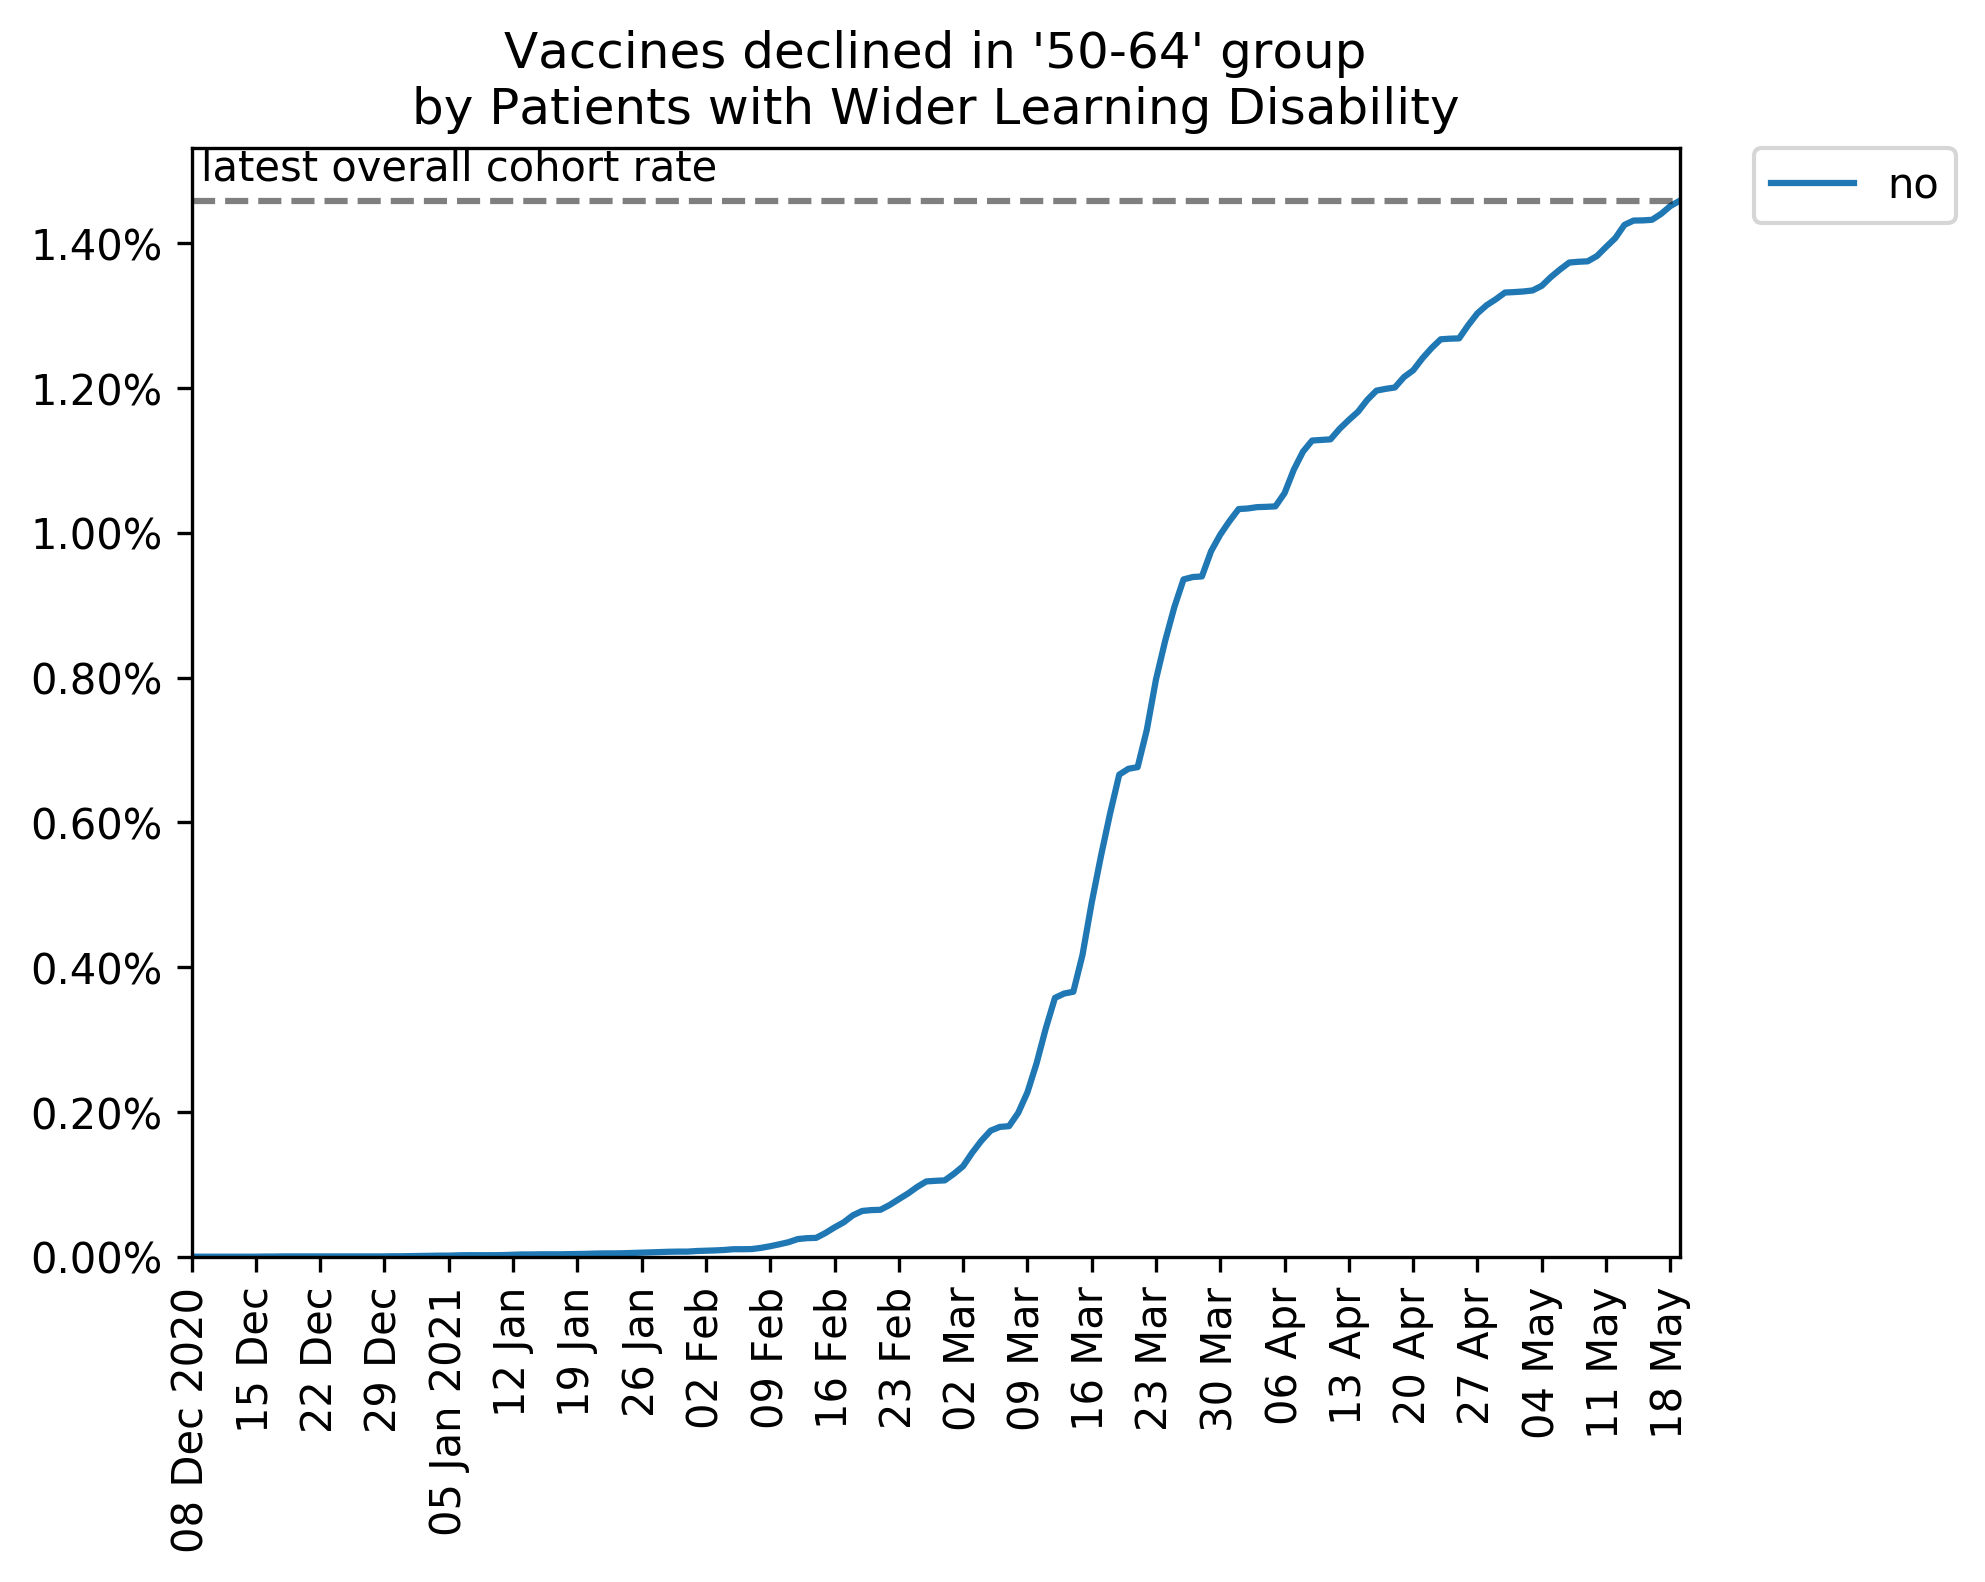 Vaccines declined in '50-64' group
by Patients with Wider Learning Disability
latest overall cohort rate
no
1.40%
1.20%
1.00%
0.80%
0.60%
0.40%
0.20%
0.00%
08 Dec 2020
15 Dec
22 Dec
29 Dec
05 Jan 2021
12 Jan
19 Jan
26 Jan
02 Feb
09 Feb
16 Feb
23 Feb
02 Mar
09 Mar
16 Mar
23 Mar
30 Mar
06 Apr
13 Apr
20 Apr
27 Apr
04 May
11 May
18 May